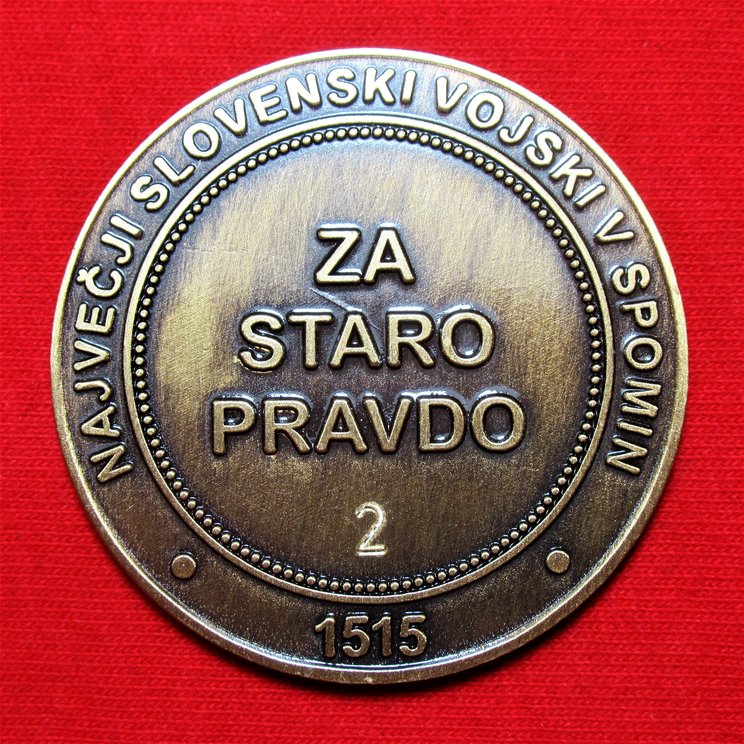 NAJVEČJI SLOVENSKI VOJSKI V SPOMIN
ZA
STARO
PRAVDO
2
1515